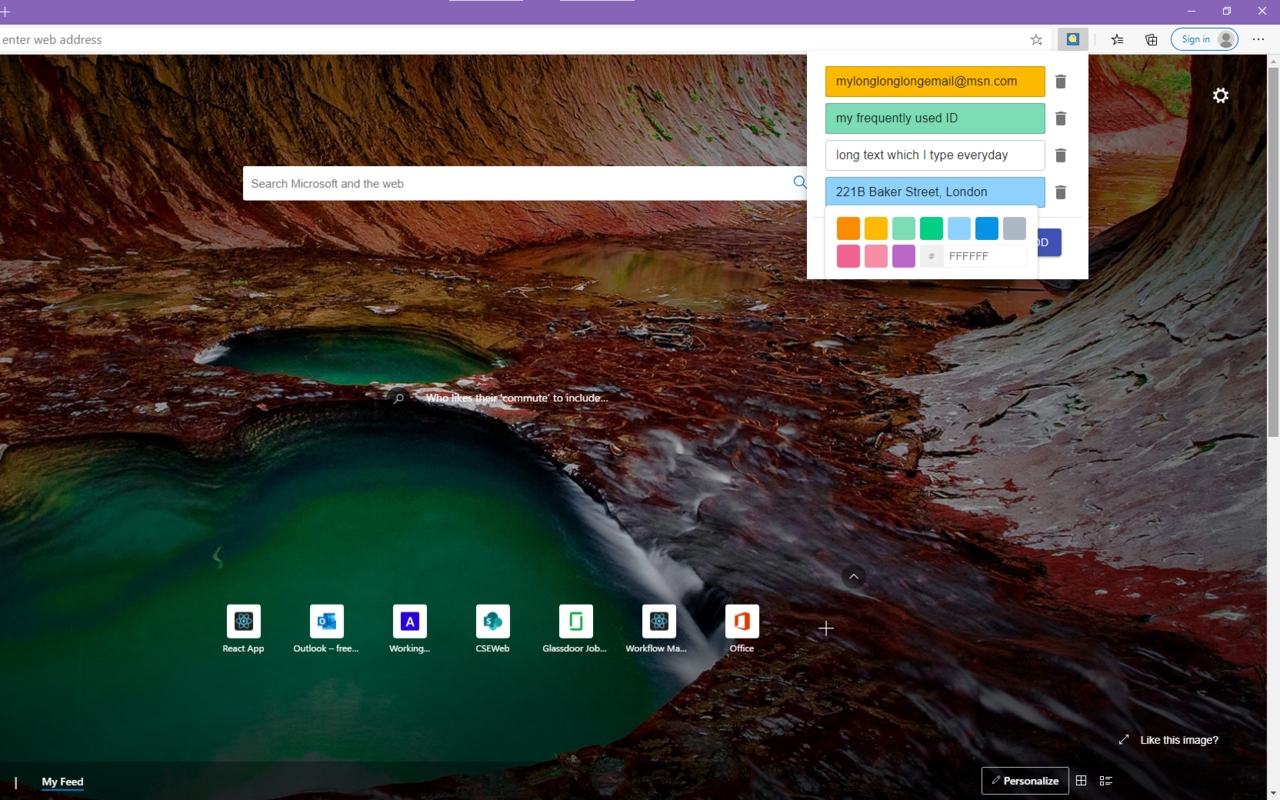 enter web address
Sign in
mylonglonglongemail@msn.com
my frequently used ID
long text which I type everyday
221B Baker Street, London
# FFFFFF
Search Microsoft and the web
Who likes their 'commute' to include...
React App
Outlook – free...
Working...
CSEWeb
Glassdoor Job...
Workflow Ma...
Office
Like this image?
My Feed
Personalize